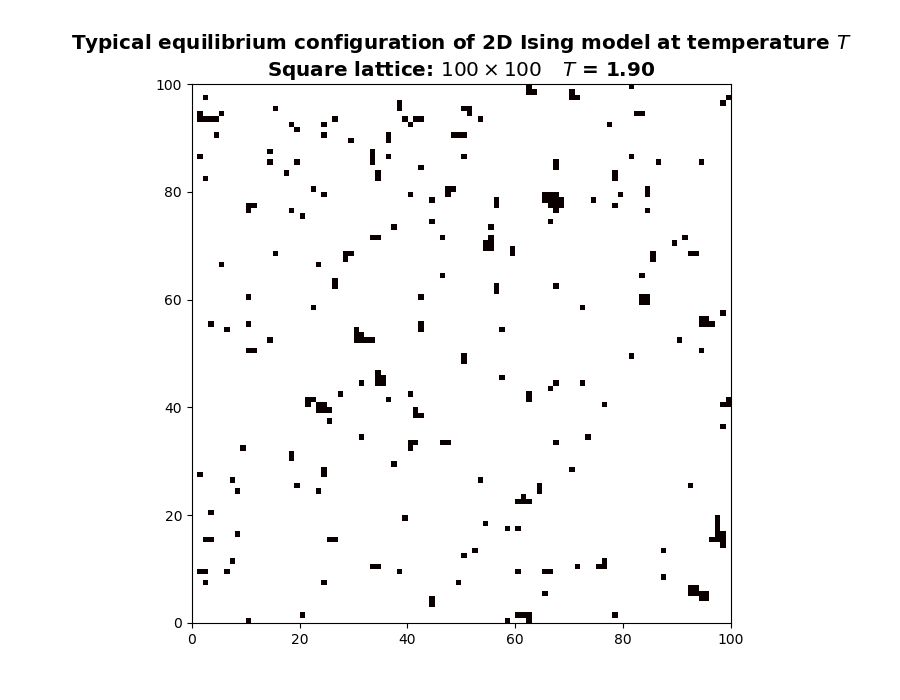 Typical equilibrium configuration of 2D Ising model at temperature T
Square lattice: 100 × 100 T = 1.90
100
80
60
40
20
0
0 20 40 60 80 100